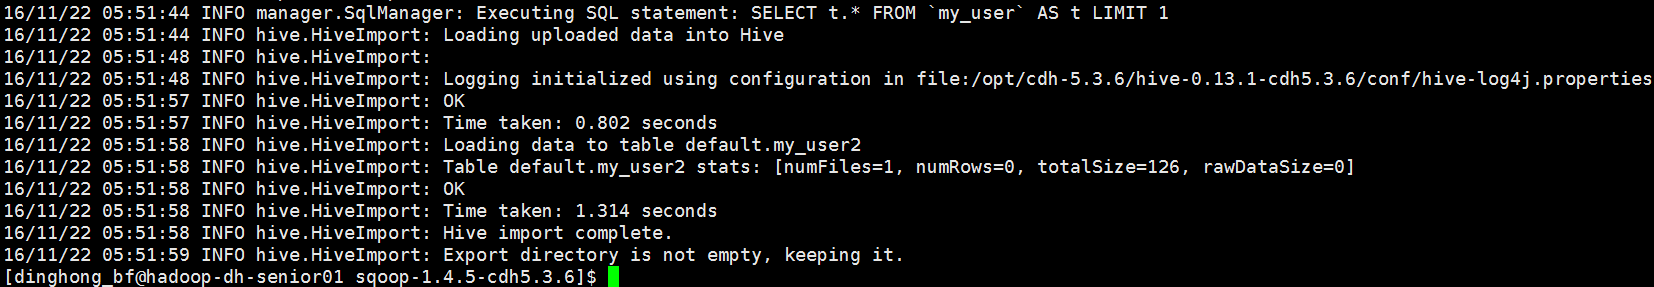 16/11/22 05:51:44 INFO manager.SqlManager: Executing SQL statement: SELECT t.* FROM `my_user` AS t LIMIT 1
16/11/22 05:51:44 INFO hive.HiveImport: Loading uploaded data into Hive
16/11/22 05:51:48 INFO hive.HiveImport:
16/11/22 05:51:48 INFO hive.HiveImport: Logging initialized using configuration in file:/opt/cdh-5.3.6/hive-0.13.1-cdh5.3.6/conf/hive-log4j.properties
16/11/22 05:51:57 INFO hive.HiveImport: OK
16/11/22 05:51:57 INFO hive.HiveImport: Time taken: 0.802 seconds
16/11/22 05:51:58 INFO hive.HiveImport: Loading data to table default.my_user2
16/11/22 05:51:58 INFO hive.HiveImport: Table default.my_user2 stats: [numFiles=1, numRows=0, totalSize=126, rawDataSize=0]
16/11/22 05:51:58 INFO hive.HiveImport: OK
16/11/22 05:51:58 INFO hive.HiveImport: Time taken: 1.314 seconds
16/11/22 05:51:58 INFO hive.HiveImport: Hive import complete.
16/11/22 05:51:59 INFO hive.HiveImport: Export directory is not empty, keeping it.
[dinghong_bf@hadoop-dh-senior01 sqoop-1.4.5-cdh5.3.6]$